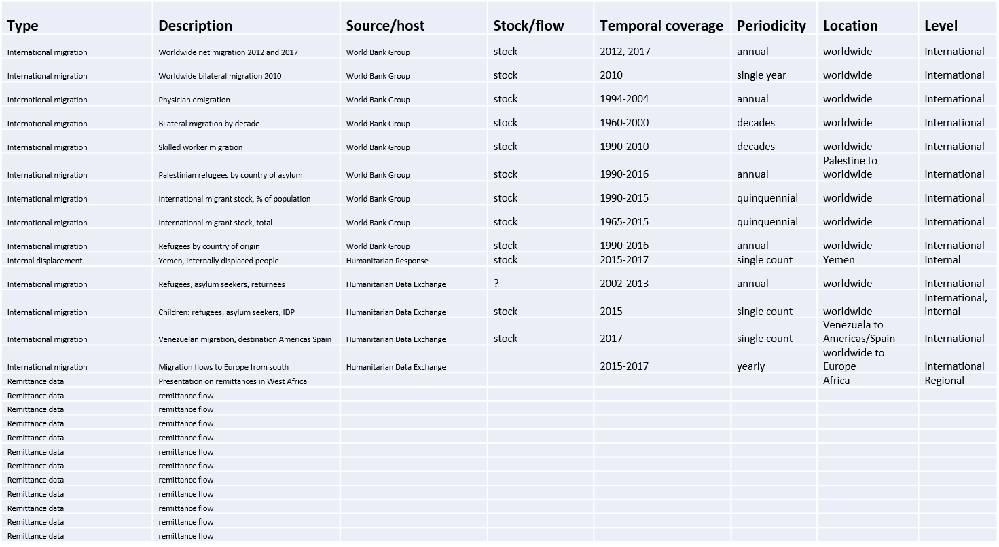 Type Description Source/host Stock/flow Temporal coverage Periodicity Location Level
International migration Worldwide net migration 2012 and 2017 World Bank Group stock 2012, 2017 annual worldwide International
International migration Worldwide bilateral migration 2010 World Bank Group stock 2010 single year worldwide International
International migration Physician emigration World Bank Group stock 1994-2004 annual worldwide International
International migration Bilateral migration by decade World Bank Group stock 1960-2000 decades worldwide International
International migration Skilled worker migration World Bank Group stock 1990-2010 decades worldwide International
Palestine to
International migration Palestinian refugees by country of asylum World Bank Group stock 1990-2016 annual worldwide International
International migration International migrant stock, % of population World Bank Group stock 1990-2015 quinquennial worldwide International
International migration International migrant stock, total World Bank Group stock 1965-2015 quinquennial worldwide International
International migration Refugees by country of origin World Bank Group stock 1990-2016 annual worldwide International
Internal displacement Yemen, internally displaced people Humanitarian Response stock 2015-2017 single count Yemen Internal
International migration Refugees, asylum seekers, returnees Humanitarian Data Exchange ? 2002-2013 annual worldwide International
International,
International migration Children: refugees, asylum seekers, IDP Humanitarian Data Exchange stock 2015 single count worldwide internal
Venezuela to
International migration Venezuelan migration, destination Americas Spain Humanitarian Data Exchange stock 2017 single count Americas/Spain International
worldwide to
International migration Migration flows to Europe from south Humanitarian Data Exchange 2015-2017 yearly Europe International
Remittance data Presentation on remittances in West Africa Africa Regional
Remittance data remittance flow
Remittance data remittance flow
Remittance data remittance flow
Remittance data remittance flow
Remittance data remittance flow
Remittance data remittance flow
Remittance data remittance flow
Remittance data remittance flow
Remittance data remittance flow
Remittance data remittance flow
Remittance data remittance flow